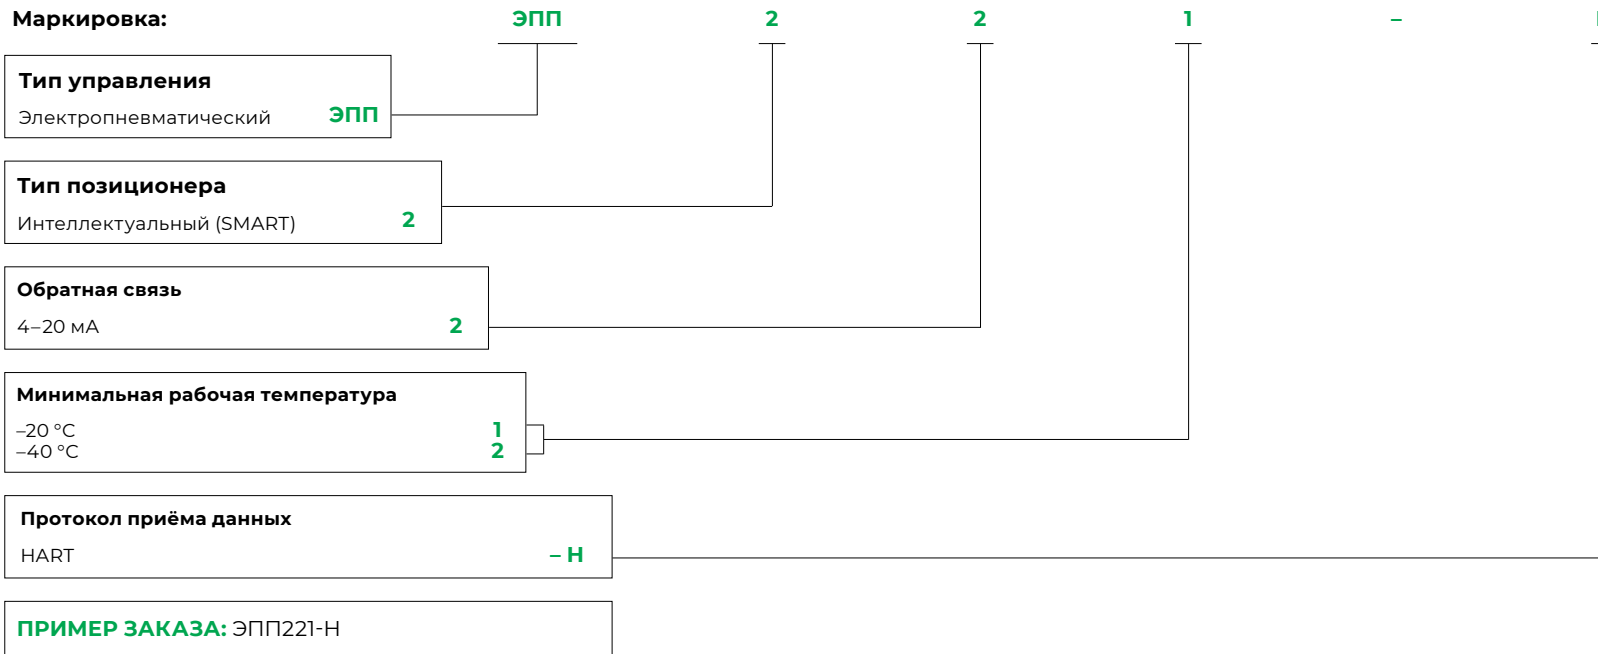 Маркировка: ЭПП 2 2 1 –
Тип управления
Электропневматический ЭПП
Тип позиционера
Интеллектуальный (SMART) 2
Обратная связь
4–20 мА 2
Минимальная рабочая температура
–20 °C 1
–40 °C 2
Протокол приёма данных
HART – H
ПРИМЕР ЗАКАЗА: ЭПП221-Н